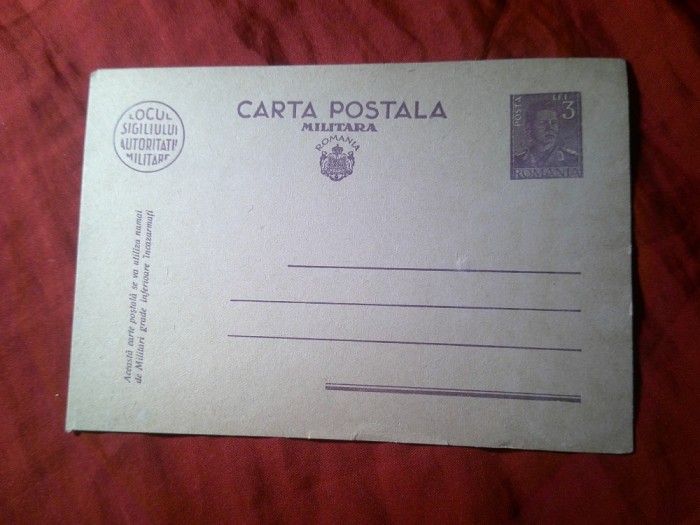 LOCUL
SIGILIULUI
AUTORITATII
MILITARE
CARTA POSTALA
MILITARA
ROMANIA
POSTA
LEI 3
ROMANIA
Această carte poștală se va utiliza numai
de Militari grade inferioare încazarmați